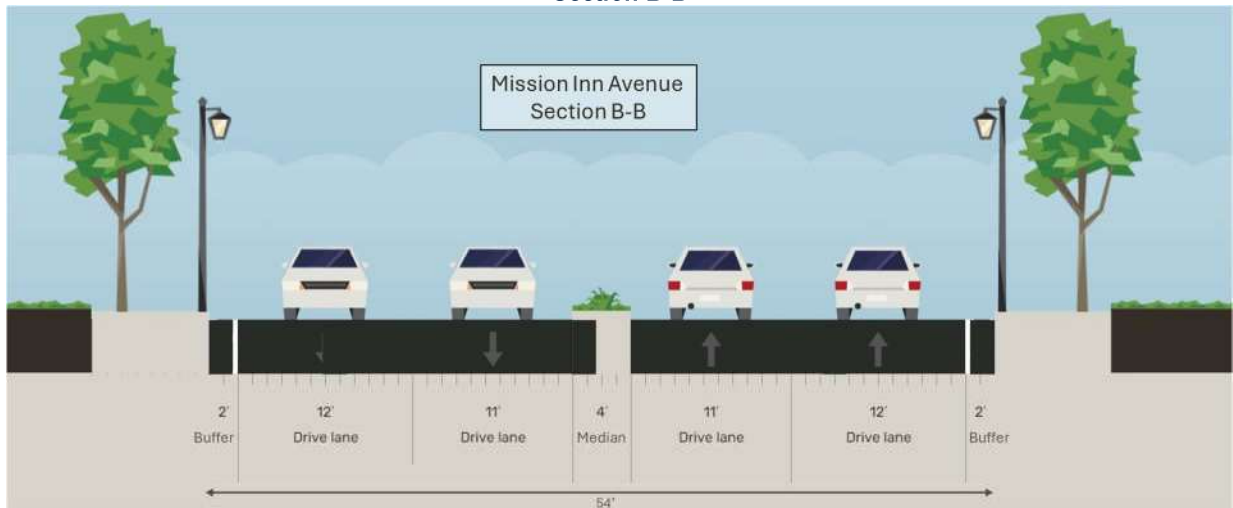 Section B-B
Mission Inn Avenue
Section B-B
2' 12' 11' 4' 11' 12' 2'
Buffer Drive lane Drive lane Median Drive lane Drive lane Buffer
54'